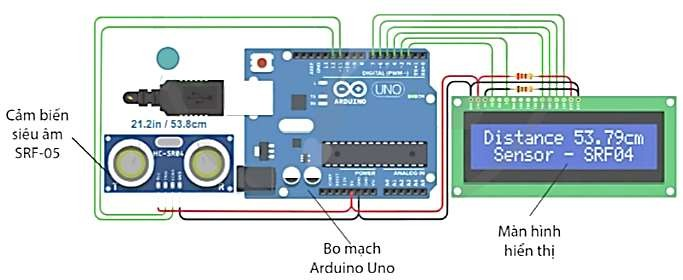 Cảm biến
siêu âm
SRF-05
21.2in / 53.8cm
HC-SR04
T
R
DIGITAL (PWM~)
ARDUINO
UNO
POWER
ANALOG IN
Distance 53.79cm
Sensor - SRF04
Bo mạch
Arduino Uno
Màn hình
hiển thị